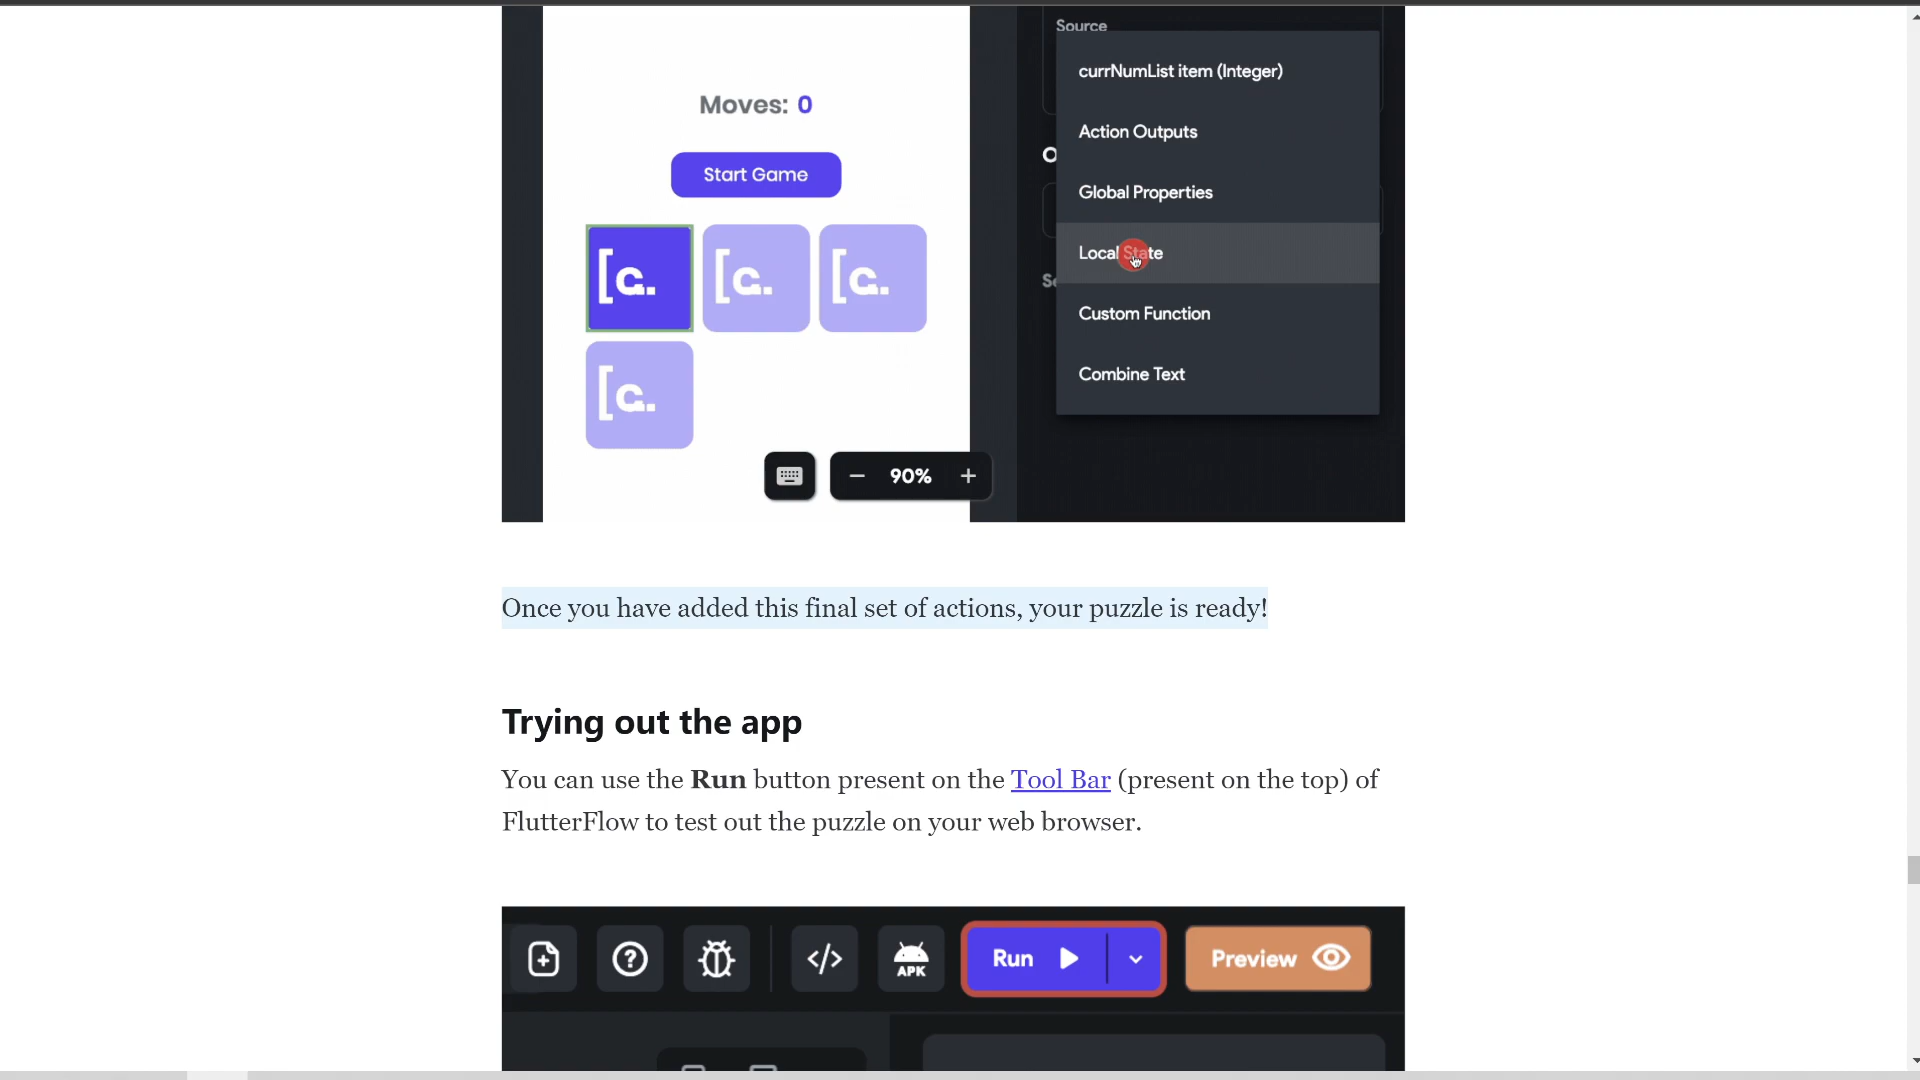 Source
currNumList item (Integer)
Moves: 0
Action Outputs
Start Game
Global Properties
Local State
[c.
[c.
[c.
Custom Function
Combine Text
[c.
90%
Once you have added this final set of actions, your puzzle is ready!
Trying out the app
You can use the Run button present on the Tool Bar (present on the top) of
FlutterFlow to test out the puzzle on your web browser.
APK
Run
Preview